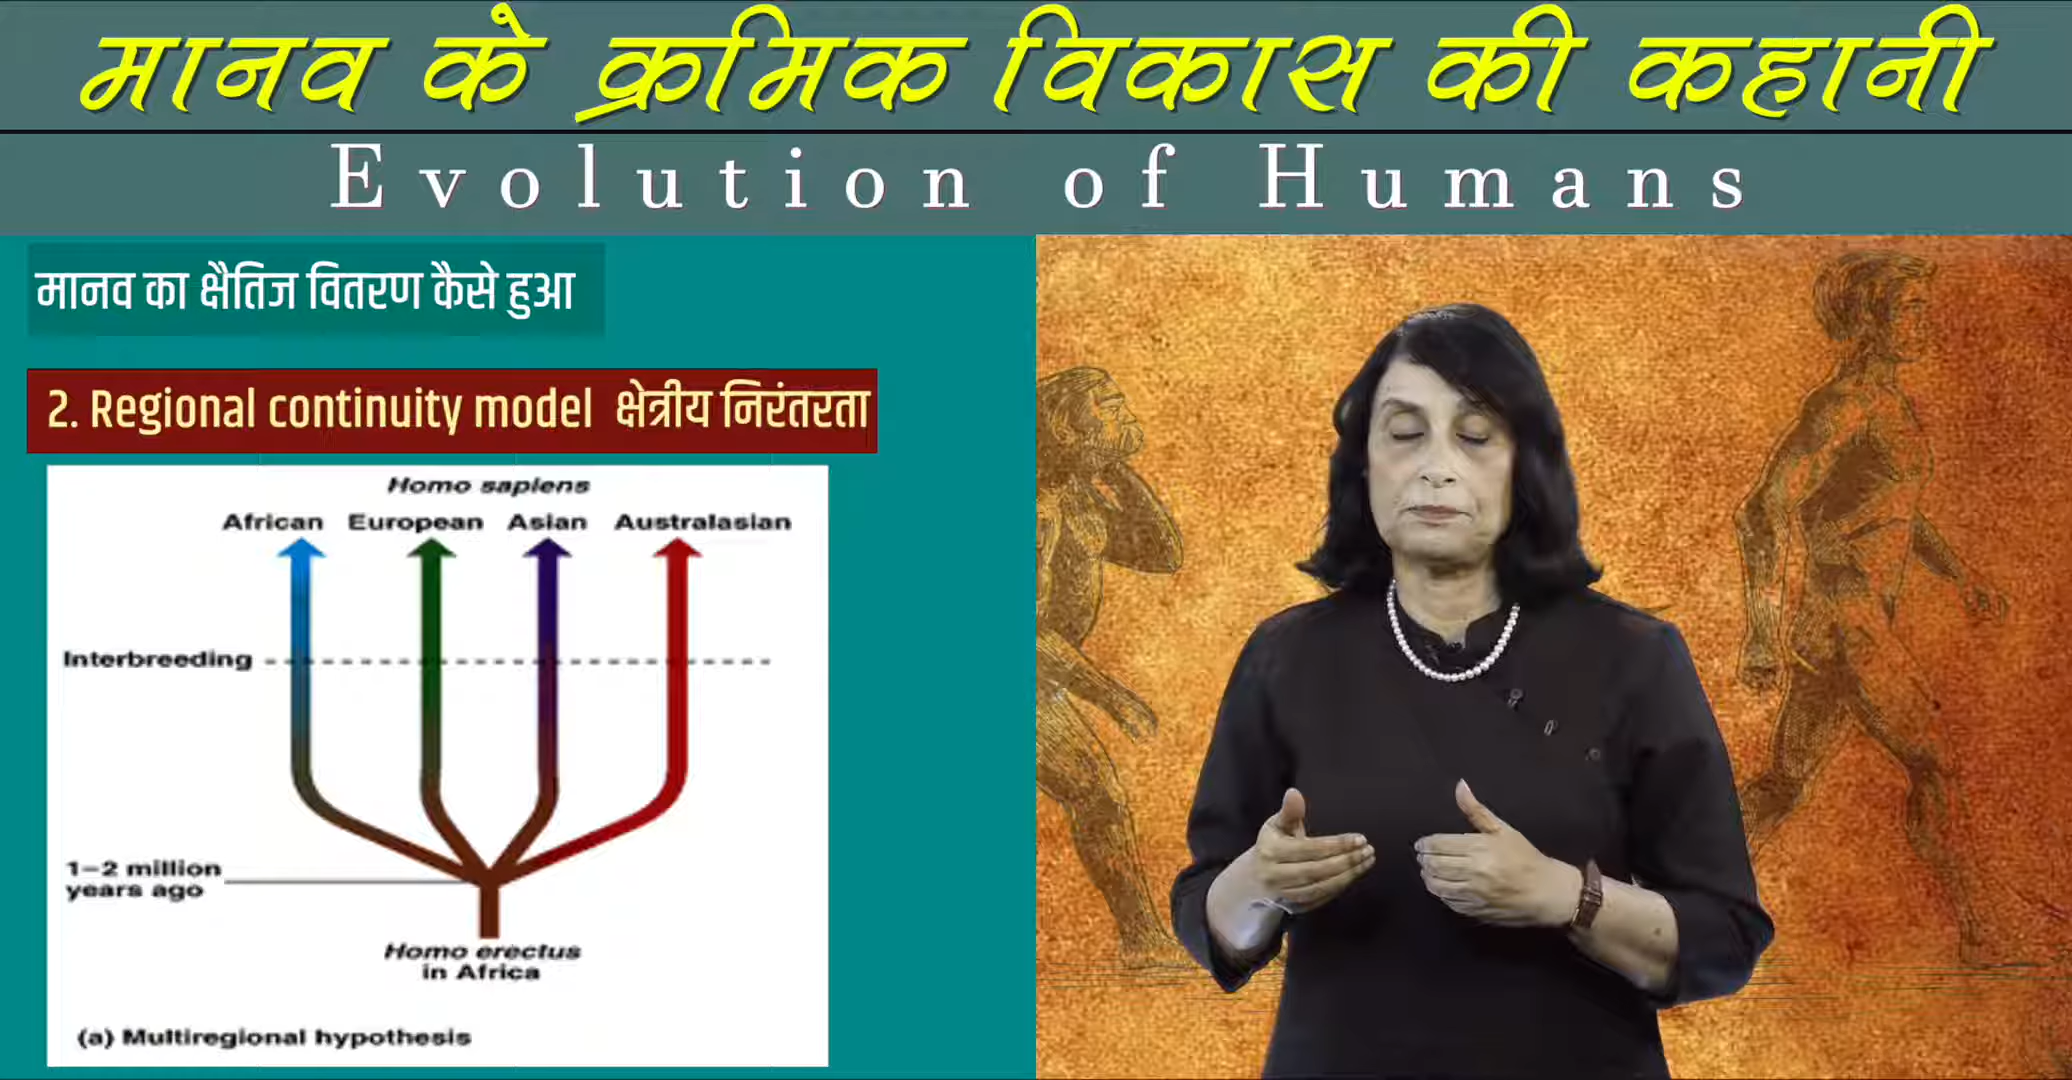 मानव के क्रमिक विकास की कहानी
Evolution of Humans
मानव का क्षैतिज वितरण कैसे हुआ
2. Regional continuity model क्षेत्रीय निरंतरता
Homo sapiens
African European Asian Australasian
Interbreeding
1–2 million
years ago
Homo erectus
in Africa
(a) Multiregional hypothesis